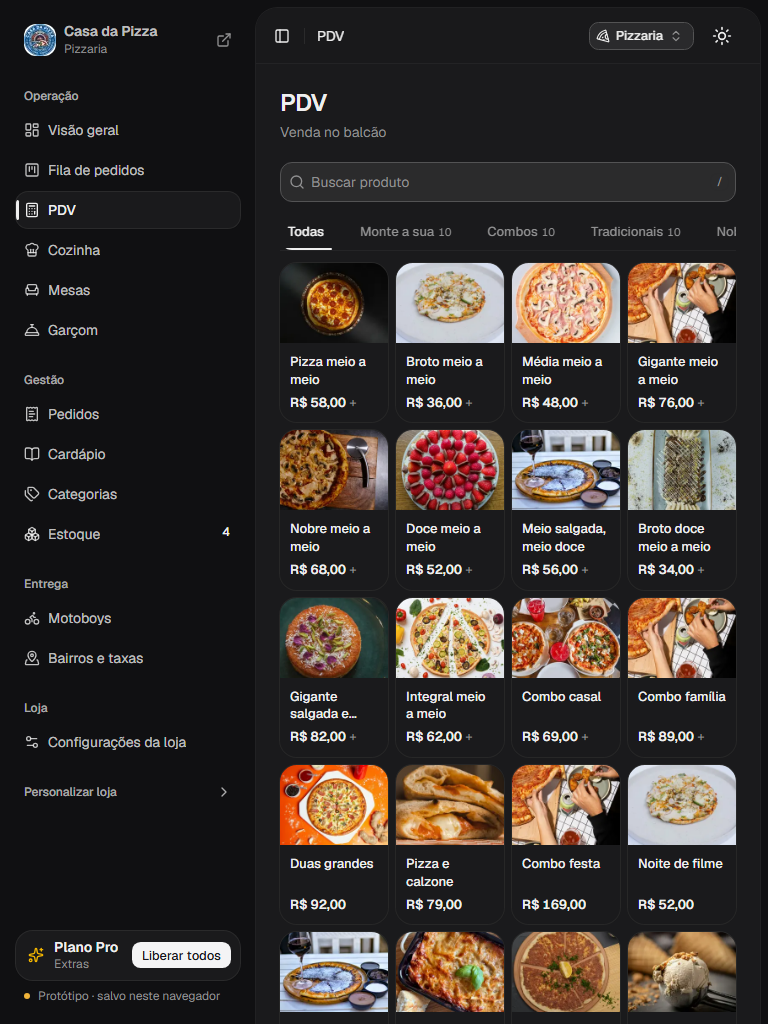 Casa da Pizza
Pizzaria
Operação
Visão geral
Fila de pedidos
PDV
Cozinha
Mesas
Garçom
Gestão
Pedidos
Cardápio
Categorias
Estoque 4
Entrega
Motoboys
Bairros e taxas
Loja
Configurações da loja
Personalizar loja
Plano Pro
Extras
Liberar todos
Protótipo · salvo neste navegador
PDV
Pizzaria
PDV
Venda no balcão
Buscar produto /
Todas Monte a sua 10 Combos 10 Tradicionais 10 Nol
Pizza meio a
meio
R$ 58,00 +
Broto meio a
meio
R$ 36,00 +
Média meio a
meio
R$ 48,00 +
Gigante meio
a meio
R$ 76,00 +
Nobre meio a
meio
R$ 68,00 +
Doce meio a
meio
R$ 52,00 +
Meio salgada,
meio doce
R$ 56,00 +
Broto doce
meio a meio
R$ 34,00 +
Gigante
salgada e...
R$ 82,00 +
Integral meio
a meio
R$ 62,00 +
Combo casal
R$ 69,00 +
Combo família
R$ 89,00 +
Duas grandes
R$ 92,00
Pizza e
calzone
R$ 79,00
Combo festa
R$ 169,00
Noite de filme
R$ 52,00